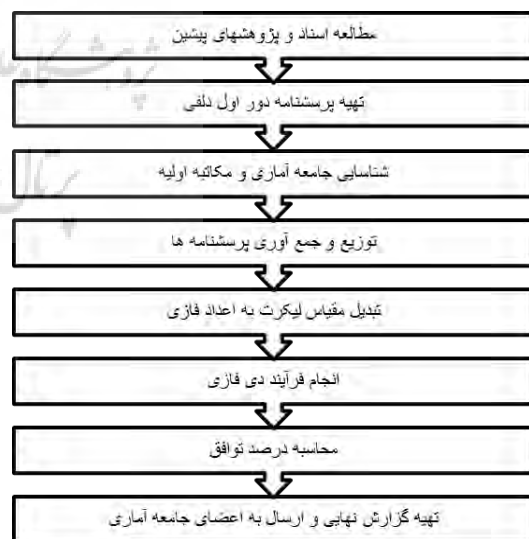 مطالعه اسناد و پژوهشهای پیشین
تهیه پرسشنامه دور اول دلفی
شناسایی جامعه آماری و مکاتبه اولیه
توزیع و جمع آوری پرسشنامه ها
تبدیل مقیاس لیکرت به اعداد فازی
انجام فرآیند دی فازی
محاسبه درصد توافق
تهیه گزارش نهایی و ارسال به اعضای جامعه آماری